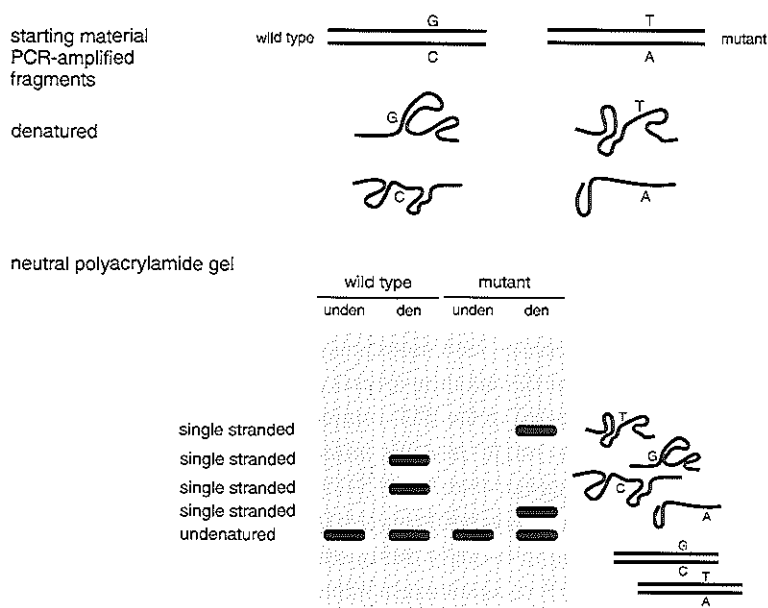 starting material
PCR-amplified
fragments
wild type
G
C
T
A
mutant
denatured
G
T
C
A
neutral polyacrylamide gel
wild type mutant
unden den unden den
single stranded
single stranded
single stranded
single stranded
undenatured
T
G
C
A
G
C
T
A